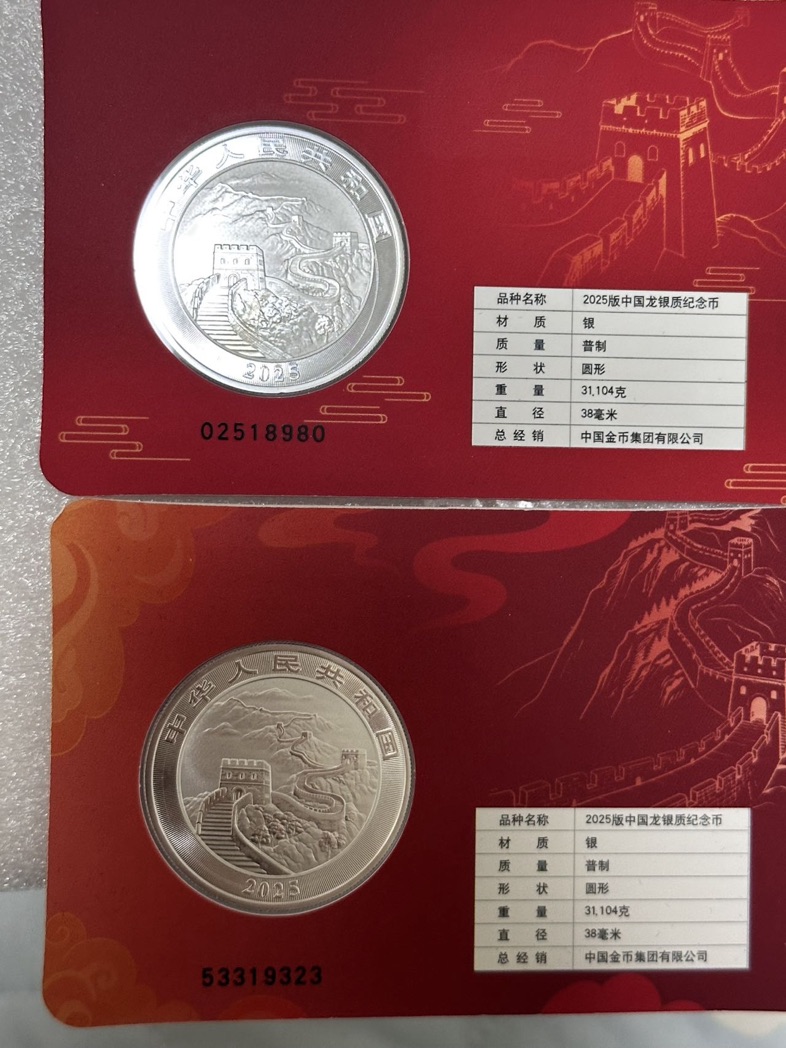 中华人民共和国
2025
02518980
品种名称 2025版中国龙银质纪念币
材 质 银
质 量 普制
形 状 圆形
重 量 31.104克
直 径 38毫米
总 经 销 中国金币集团有限公司
中华人民共和国
2025
53319323
品种名称 2025版中国龙银质纪念币
材 质 银
质 量 普制
形 状 圆形
重 量 31.104克
直 径 38毫米
总 经 销 中国金币集团有限公司